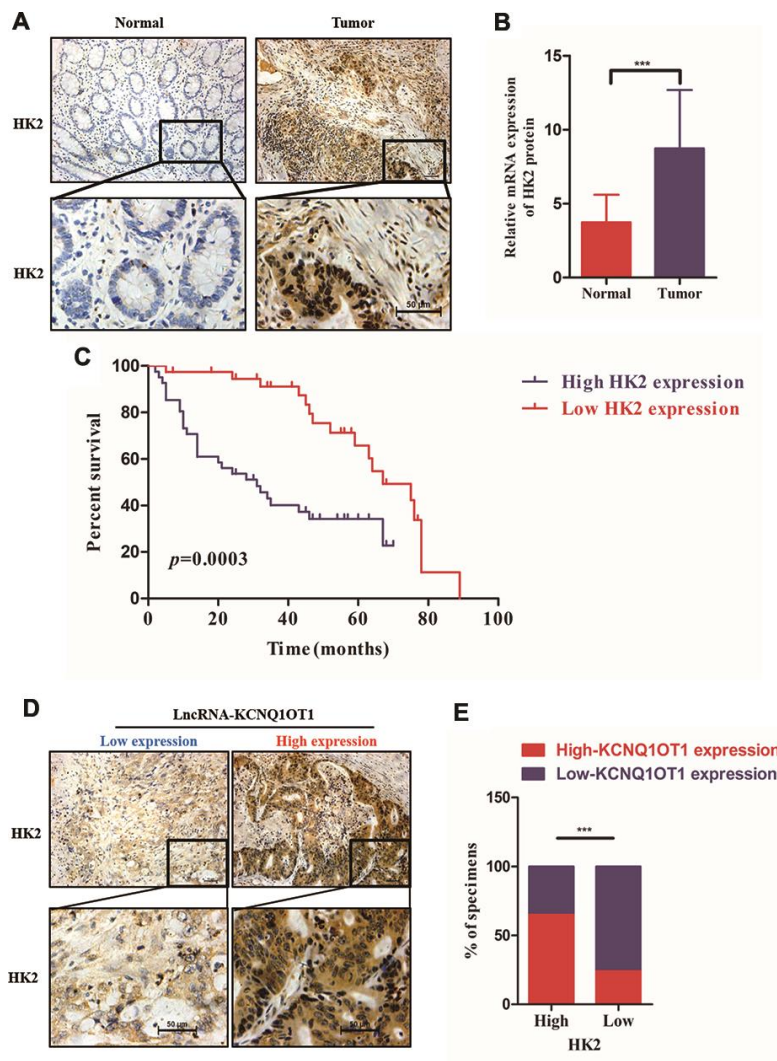 A
Normal
Tumor
HK2
HK2
50 µm
B
Relative mRNA expression
of HK2 protein
15
10
5
0
***
Normal
Tumor
C
Percent survival
100
80
60
40
20
0
p=0.0003
0
20
40
60
80
100
Time (months)
High HK2 expression
Low HK2 expression
D
LncRNA-KCNQ1OT1
Low expression
High expression
HK2
HK2
50 µm
50 µm
E
High-KCNQ1OT1 expression
Low-KCNQ1OT1 expression
% of specimens
150
100
50
0
***
High
Low
HK2